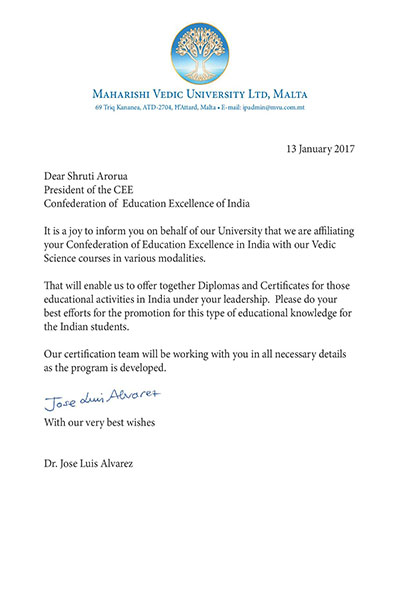 MAHARISHI VEDIC UNIVERSITY LTD, MALTA
69 Triq Kananea, ATD-2704, H'Attard, Malta • E-mail: ipadmin@mvu.com.mt
13 January 2017
Dear Shruti Arorua
President of the CEE
Confederation of Education Excellence of India
It is a joy to inform you on behalf of our University that we are affiliating
your Confederation of Education Excellence in India with our Vedic
Science courses in various modalities.
That will enable us to offer together Diplomas and Certificates for those
educational activities in India under your leadership. Please do your
best efforts for the promotion for this type of educational knowledge for
the Indian students.
Our certification team will be working with you in all necessary details
as the program is developed.
Jose Luis Alvarez
With our very best wishes
Dr. Jose Luis Alvarez